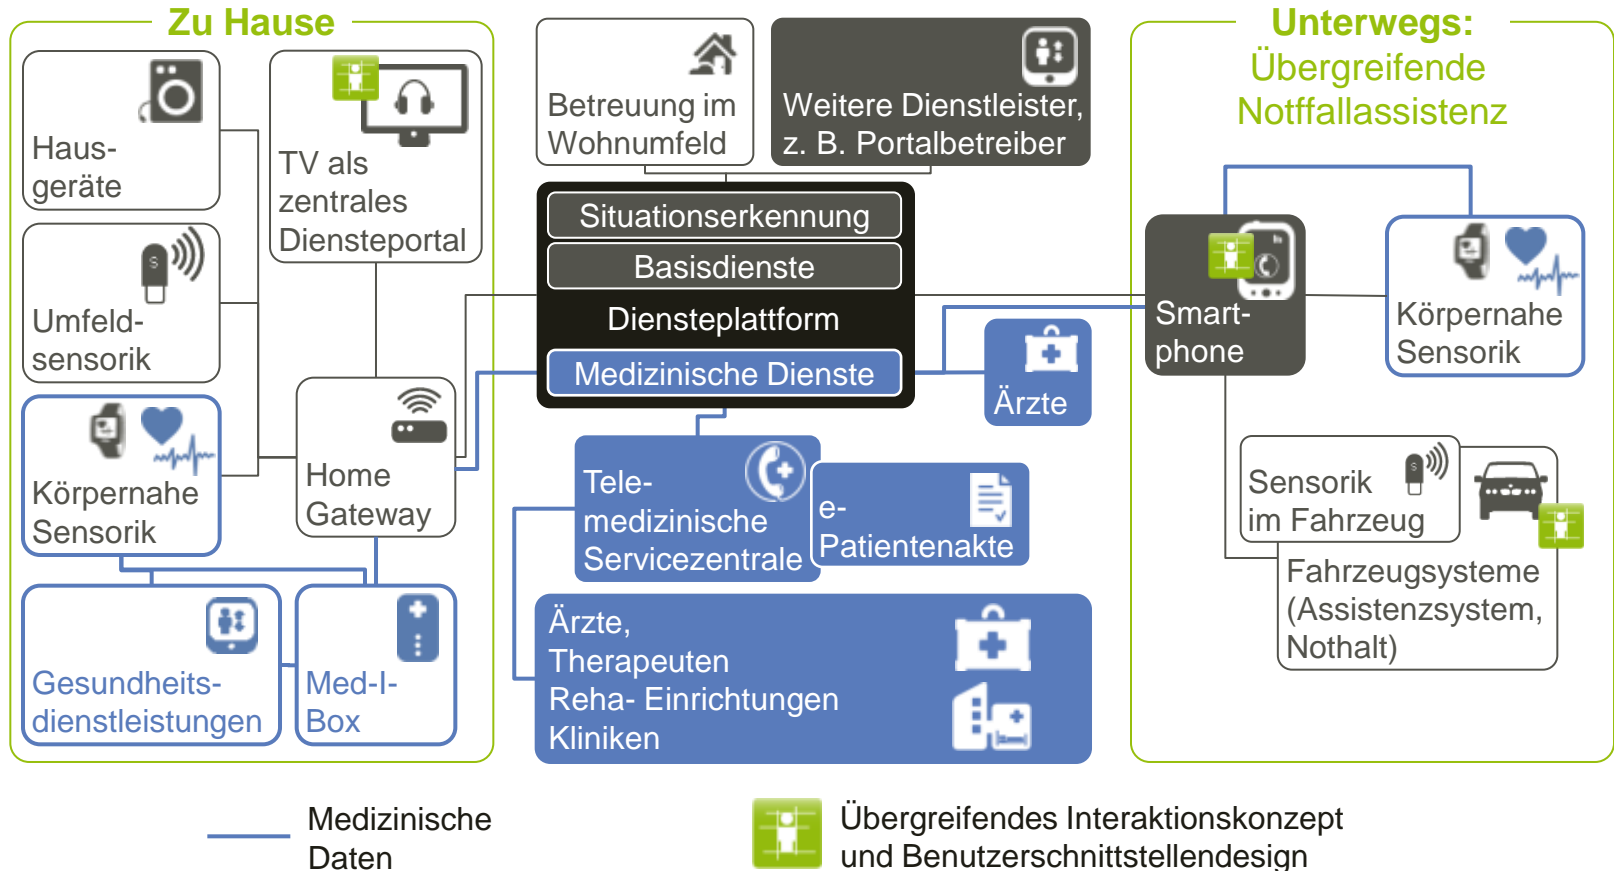 Zu Hause
Haus-
geräte
TV als
zentrales
Diensteportal
Umfeld-
sensorik
S
Körpernahe
Sensorik
Home
Gateway
Gesundheits-
dienstleistungen
Med-I-
Box
Betreuung im
Wohnumfeld
Weitere Dienstleister,
z. B. Portalbetreiber
Situationserkennung
Basisdienste
Diensteplattform
Medizinische Dienste
Ärzte
Tele-
medizinische
Servicezentrale
e-
Patientenakte
Ärzte,
Therapeuten
Reha- Einrichtungen
Kliniken
Unterwegs:
Übergreifende
Notffallassistenz
Smart-
phone
Körpernahe
Sensorik
Sensorik
im Fahrzeug
S
Fahrzeugsysteme
(Assistenzsystem,
Nothalt)
Medizinische
Daten
Übergreifendes Interaktionskonzept
und Benutzerschnittstellendesign